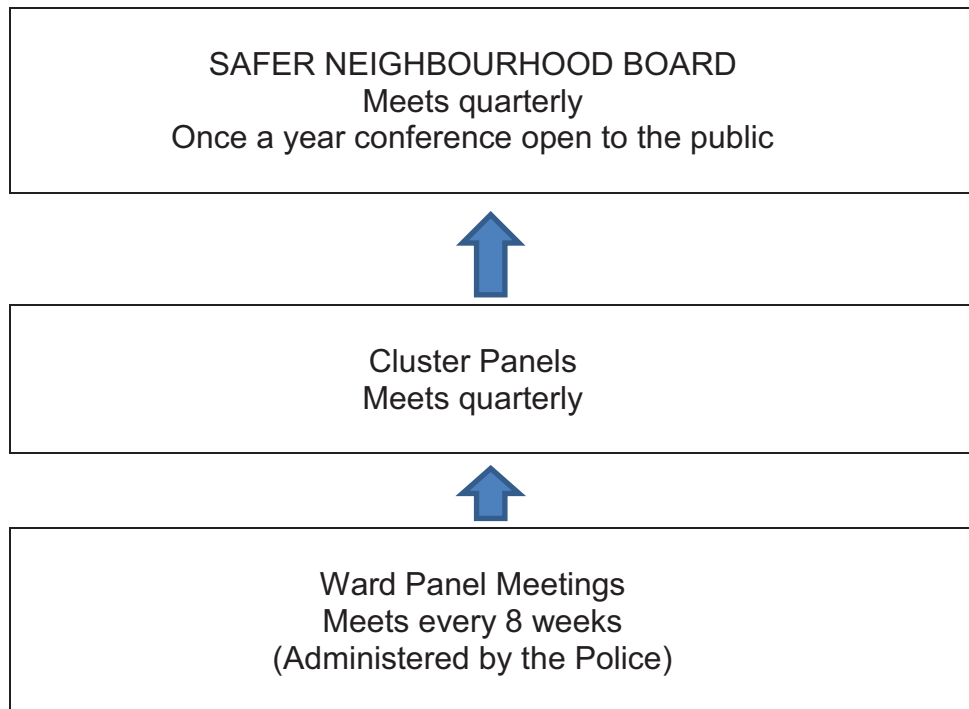 SAFER NEIGHBOURHOOD BOARD
Meets quarterly
Once a year conference open to the public
Cluster Panels
Meets quarterly
Ward Panel Meetings
Meets every 8 weeks
(Administered by the Police)